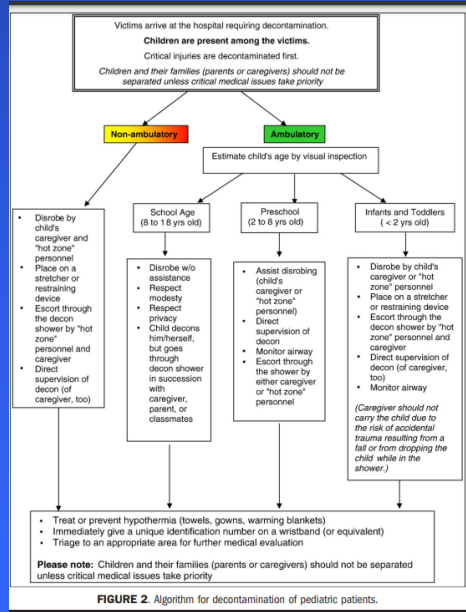 Victims arrive at the hospital requiring decontamination.
Children are present among the victims.
Critical injuries are decontaminated first.
Children and their families (parents or caregivers) should not be
separated unless critical medical issues take priority
Non-ambulatory
Ambulatory
Estimate child's age by visual inspection
School Age
(8 to 18 yrs old)
Preschool
(2 to 8 yrs old)
Infants and Toddlers
( < 2 yrs old)
• Disrobe by
child's
caregiver and
"hot zone"
personnel
• Place on a
stretcher or
restraining
device
• Escort through
the decon
shower by "hot
zone"
personnel and
caregiver
• Direct
supervision of
decon (of
caregiver, too)
• Disrobe w/o
assistance
• Respect
modesty
• Respect
privacy
• Child decons
him/herself,
but goes
through
decon shower
in succession
with
caregiver,
parent, or
classmates
• Assist disrobing
(child's
caregiver or
"hot zone"
personnel)
• Direct
supervision of
decon
• Monitor airway
• Escort through
the shower by
either caregiver
or "hot zone"
personnel
• Disrobe by child's
caregiver or "hot
zone" personnel
• Place on a stretcher
or restraining device
• Escort through the
decon shower by "hot
zone" personnel and
caregiver
• Direct supervision of
decon (of caregiver,
too)
• Monitor airway
(Caregiver should not
carry the child due to
the risk of accidental
trauma resulting from a
fall or from dropping the
child while in the
shower.)
• Treat or prevent hypothermia (towels, gowns, warming blankets)
• Immediately give a unique identification number on a wristband (or equivalent)
• Triage to an appropriate area for further medical evaluation
Please note: Children and their families (parents or caregivers) should not be separated
unless critical medical issues take priority
FIGURE 2. Algorithm for decontamination of pediatric patients.